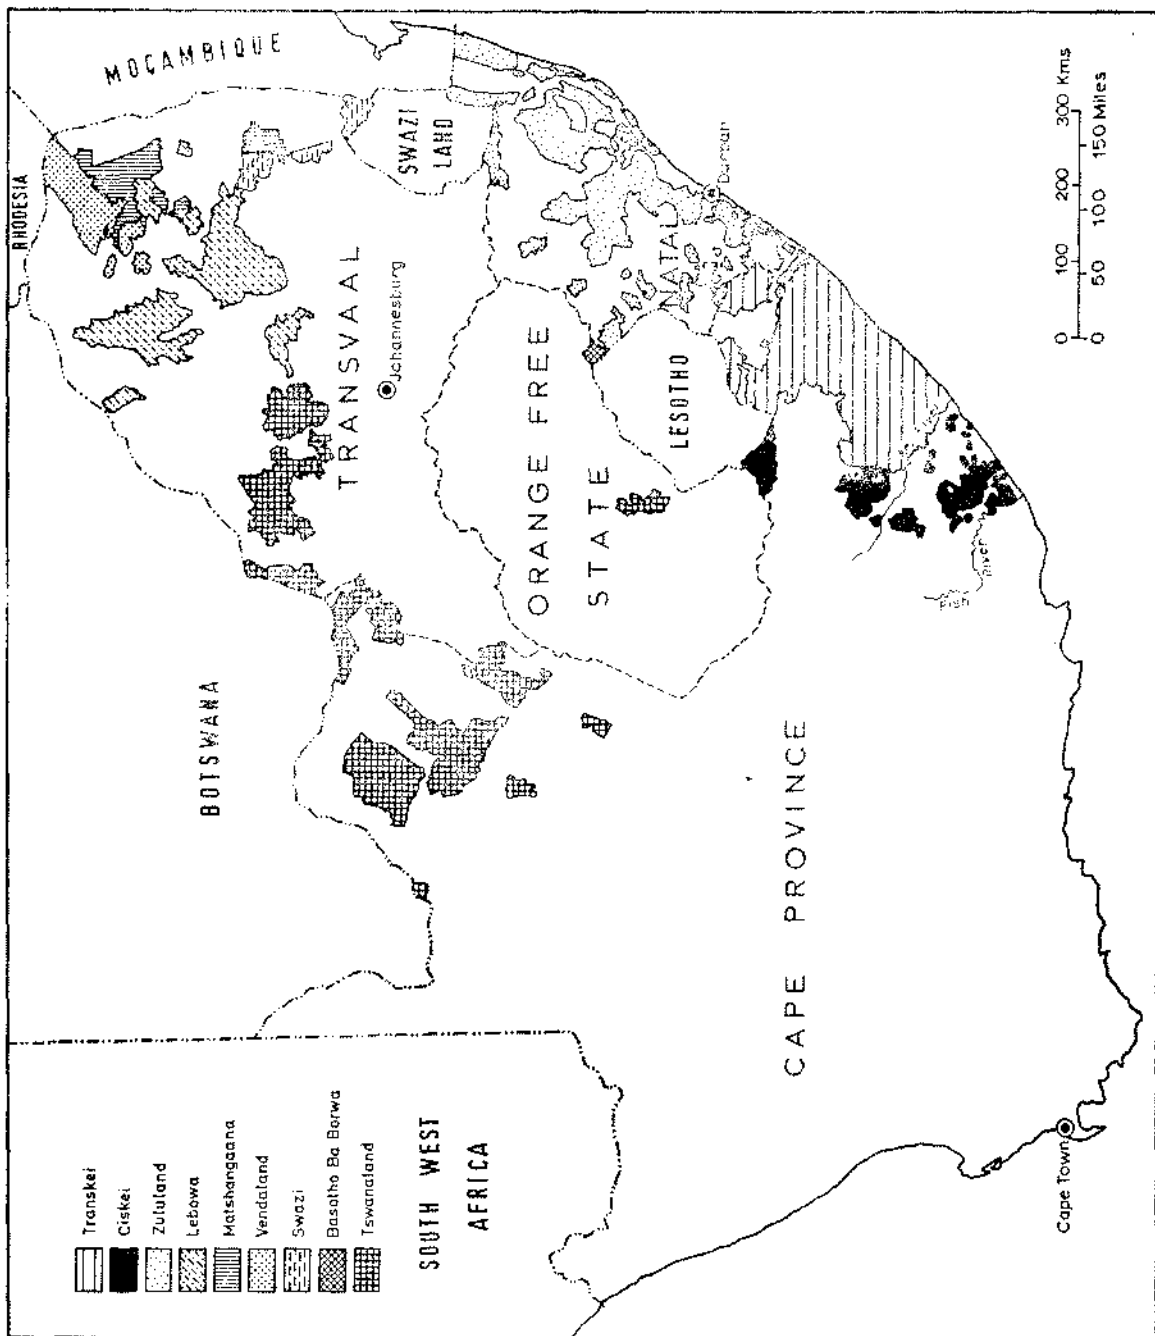 Transkei
Ciskei
Zululand
Lebowa
Matshangaana
Vendaland
Swazi
Basotho Ba Borwa
Tswanaland
SOUTH WEST
AFRICA
BOTSWANA
RHODESIA
MOÇAMBIQUE
TRANSVAAL
Johannesburg
SWAZI
LAND
ORANGE FREE
STATE
NATAL
LESOTHO
Durban
CAPE PROVINCE
Fish
River
Cape Town
0 100 200 300 Kms
0 50 100 150 Miles